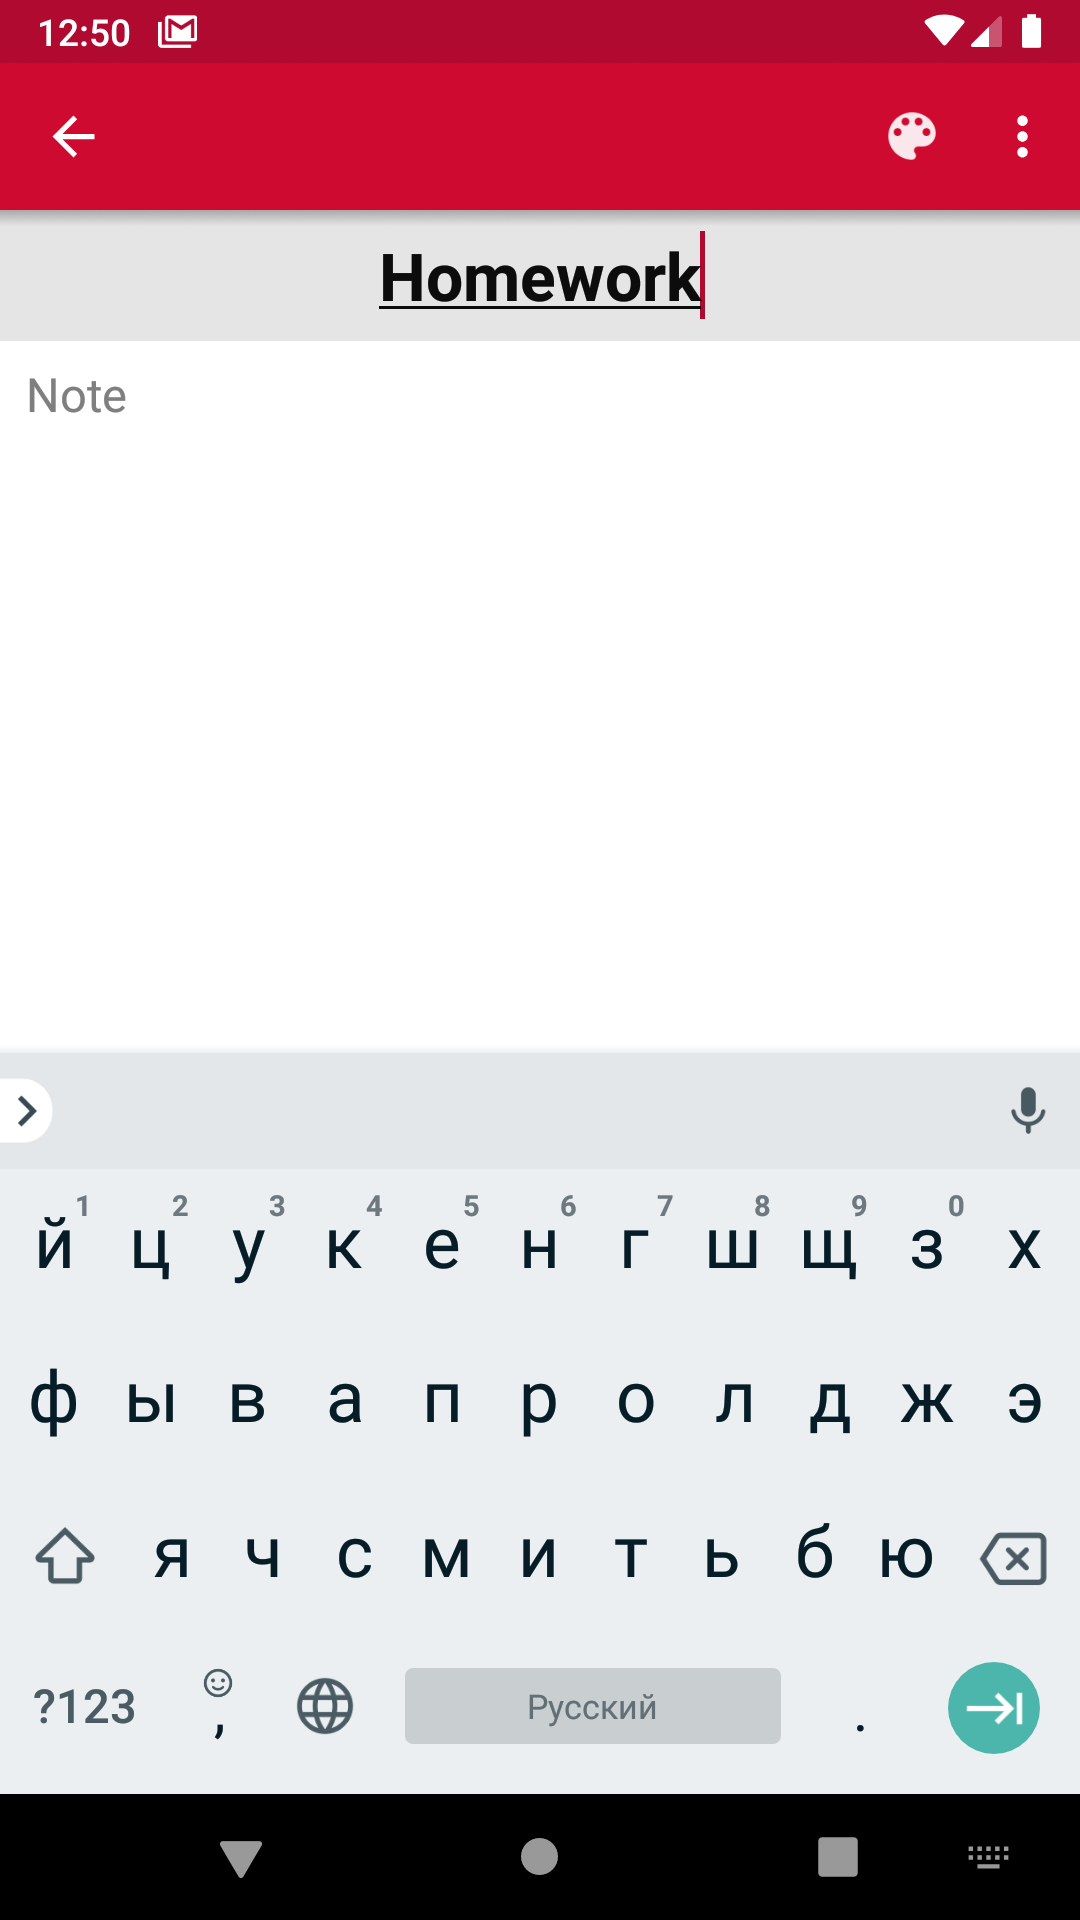 12:50
Homework
Note
1 2 3 4 5 6 7 8 9 0
й ц у к е н г ш щ з х
ф ы в а п р о л д ж э
я ч с м и т ь б ю
?123 , Русский .